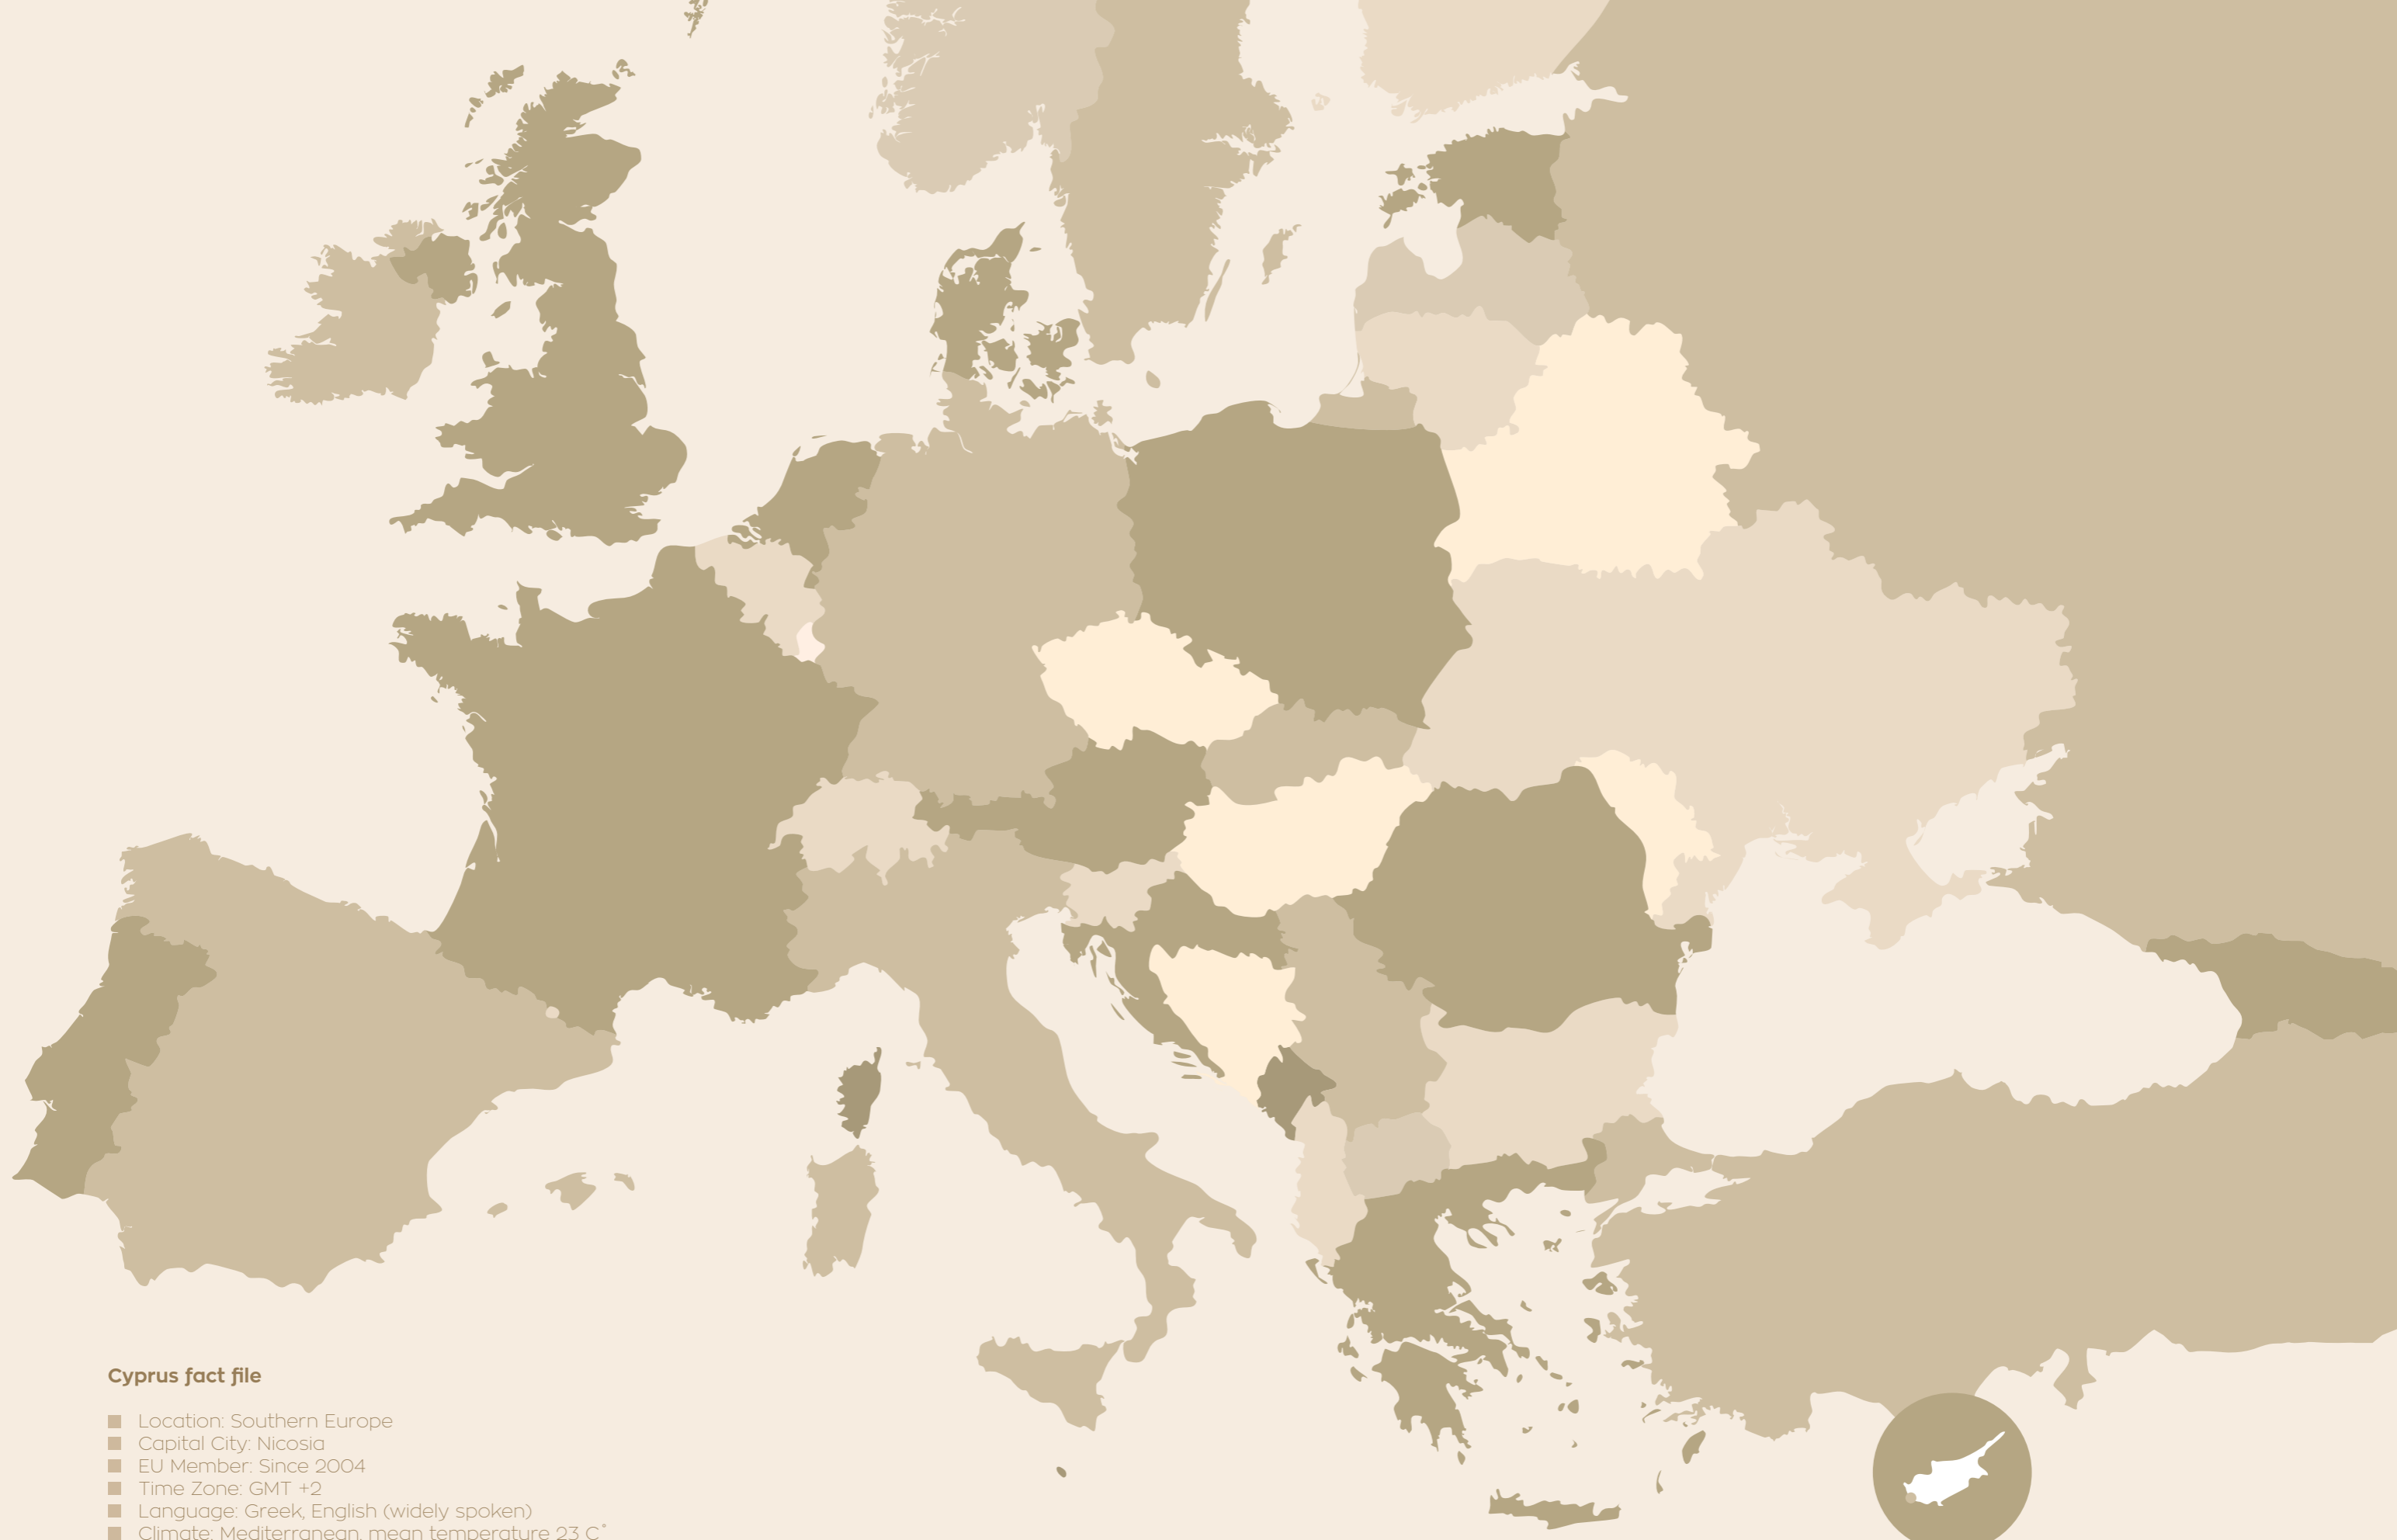 Cyprus fact file
Location: Southern Europe
Capital City: Nicosia
EU Member: Since 2004
Time Zone: GMT +2
Language: Greek, English (widely spoken)
Climate: Mediterranean, mean temperature 23 C°